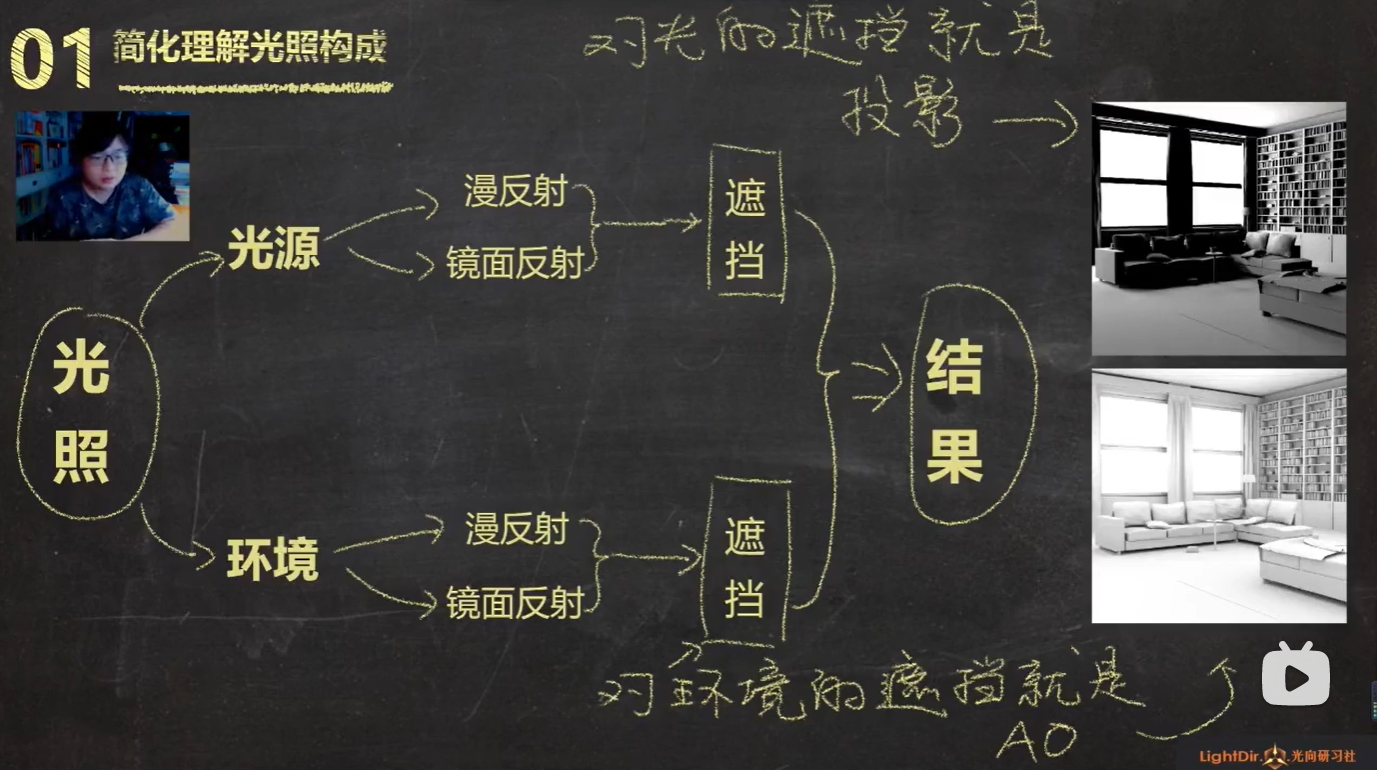 01 简化理解光照构成
对光的遮挡就是
投影
漫反射
镜面反射
光源
遮
挡
光
照
结
果
环境
漫反射
镜面反射
遮
挡
对环境的遮挡就是
AO
LightDir. 光向研习社